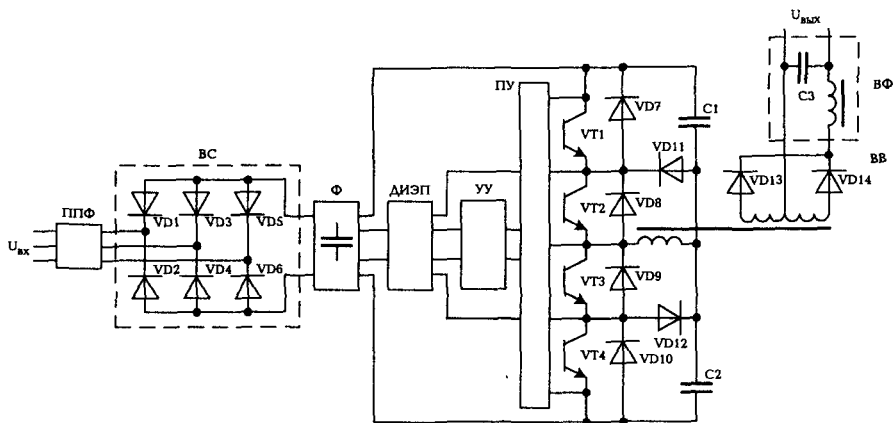 Uвых
ВФ
C3
ПУ
VD7
C1
VT1
ВВ
VD11
ВС
VD13
VD14
Ф
ДИЭП
УУ
VT2
VD8
ППФ
VD1
VD3
VD5
Uвх
VD2
VD4
VD6
VT3
VD9
VD12
VT4
VD10
C2